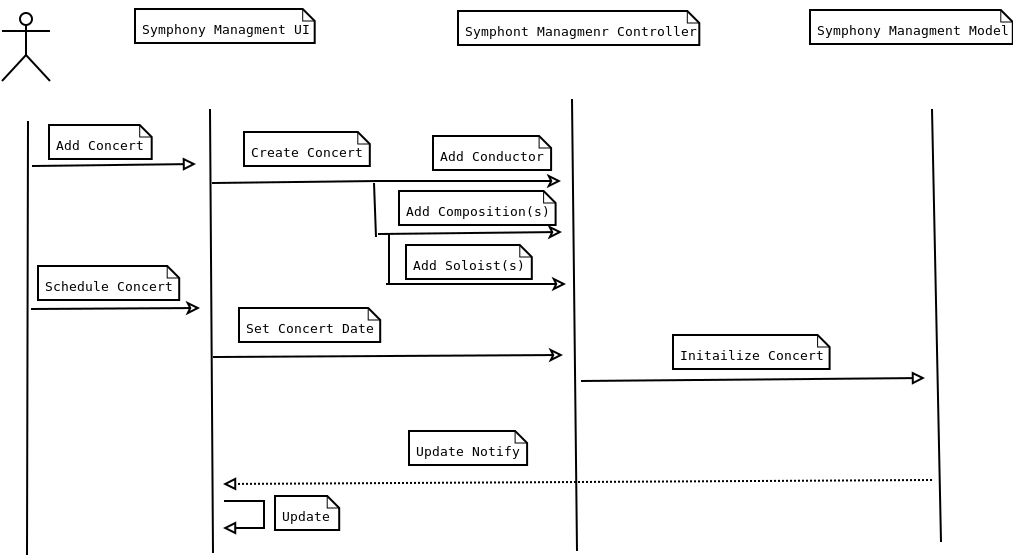 Symphony Managment UI
Symphont Managmenr Controller
Symphony Managment Model
Add Concert
Create Concert
Add Conductor
Add Composition(s)
Add Soloist(s)
Schedule Concert
Set Concert Date
Initailize Concert
Update Notify
Update